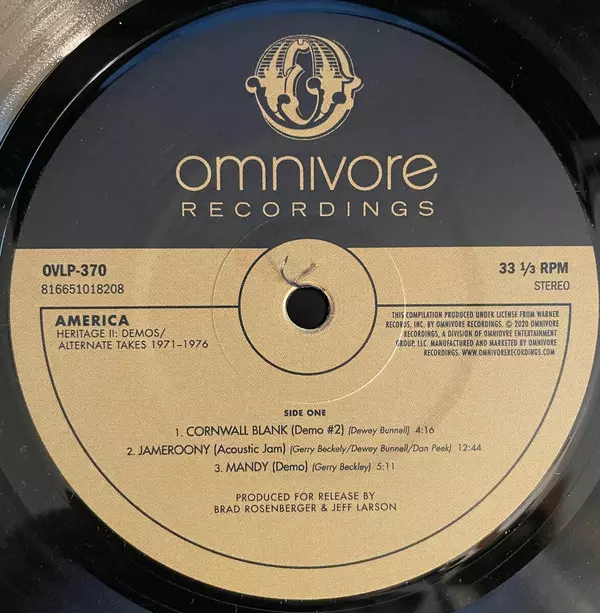 omnivore
RECORDINGS
OVLP-370
816651018208
33 1/3 RPM
STEREO
AMERICA
HERITAGE II: DEMOS/
ALTERNATE TAKES 1971–1976
THIS COMPILATION PRODUCED UNDER LICENSE FROM WARNER
RECORDS, INC. BY OMNIVORE RECORDINGS. © 2020 OMNIVORE
RECORDINGS, A DIVISION OF OMNIVORE ENTERTAINMENT
GROUP, LLC. MANUFACTURED AND MARKETED BY OMNIVORE
RECORDINGS. WWW.OMNIVORERECORDINGS.COM
SIDE ONE
1. CORNWALL BLANK (Demo #2) (Dewey Bunnell) 4:16
2. JAMEROONY (Acoustic Jam) (Gerry Beckely/Dewey Bunnell/Dan Peek) 12:44
3. MANDY (Demo) (Gerry Beckley) 5:11
PRODUCED FOR RELEASE BY
BRAD ROSENBERGER & JEFF LARSON